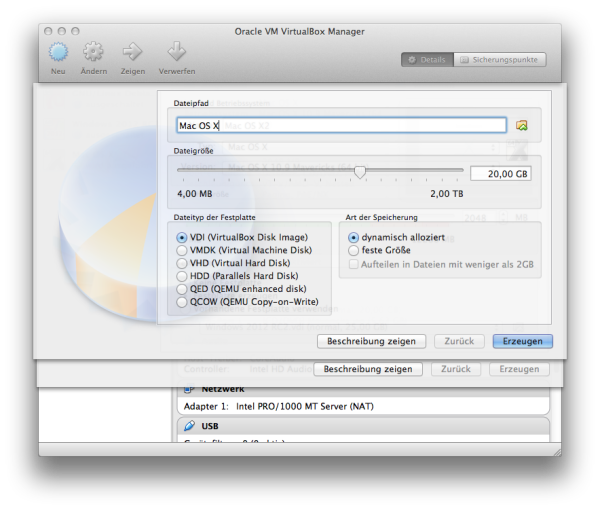 Oracle VM VirtualBox Manager
Neu Ändern Zeigen Verwerfen
Details Sicherungspunkte
Dateipfad
Mac OS X
Dateigröße
20,00 GB
4,00 MB 2,00 TB
Dateityp der Festplatte Art der Speicherung
VDI (VirtualBox Disk Image) dynamisch alloziert
VMDK (Virtual Machine Disk) feste Größe
VHD (Virtual Hard Disk) Aufteilen in Dateien mit weniger als 2GB
HDD (Parallels Hard Disk)
QED (QEMU enhanced disk)
QCOW (QEMU Copy-on-Write)
Beschreibung zeigen Zurück Erzeugen
Controller: Intel HD Audio Beschreibung zeigen Zurück Erzeugen
Netzwerk
Adapter 1: Intel PRO/1000 MT Server (NAT)
USB